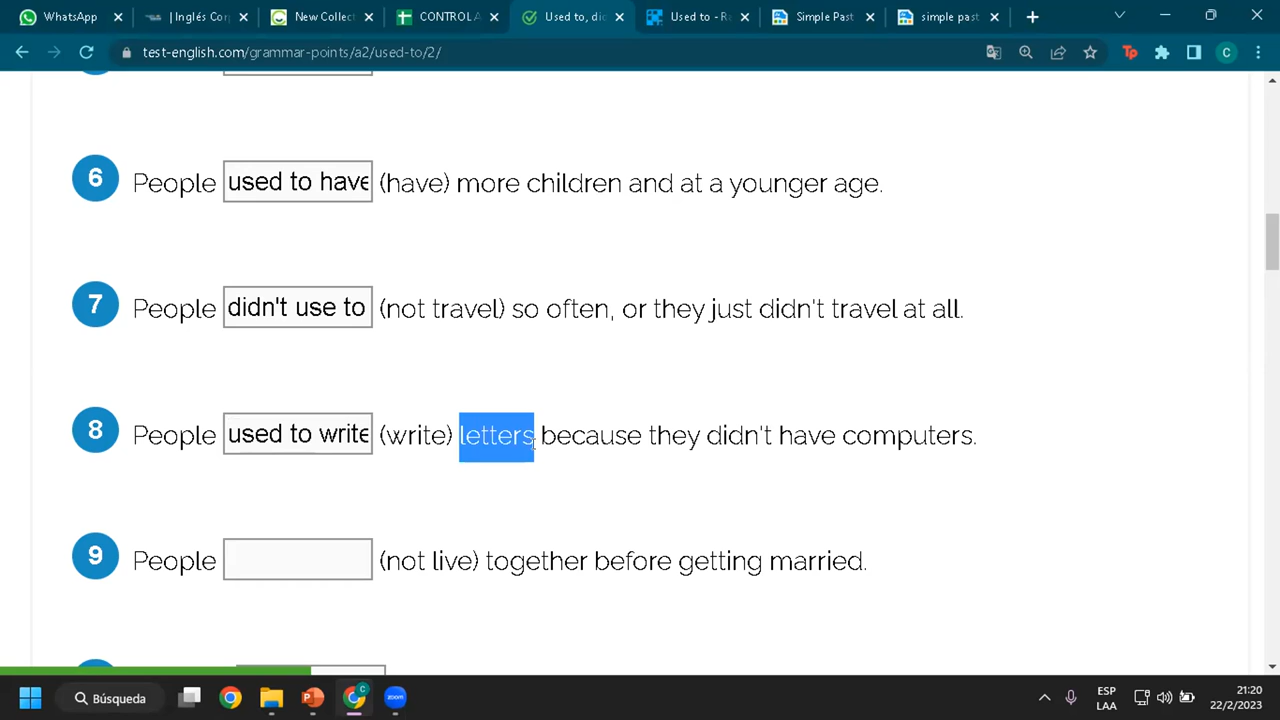 WhatsApp
| Inglés Cor
New Collect
CONTROL A
Used to, di
Used to - R
Simple Past
simple past
test-english.com/grammar-points/a2/used-to/2/
Tp
C
6 People used to have (have) more children and at a younger age.
7 People didn't use to (not travel) so often, or they just didn't travel at all.
8 People used to write (write) letters because they didn't have computers.
9 People (not live) together before getting married.
Búsqueda
zoom
ESP
LAA
21:20
22/2/2023